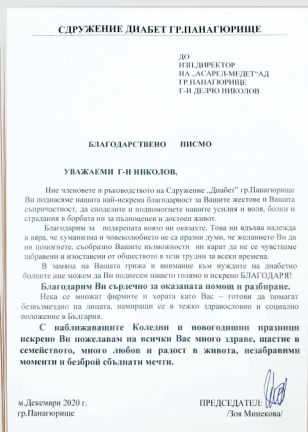 СДРУЖЕНИЕ ДИАБЕТ ГР.ПАНАГЮРИЩЕ
ДО
ИЗП.ДИРЕКТОР
НА „АСАРЕЛ-МЕДЕТ"АД
ГР.ПАНАГЮРИЩЕ
Г-Н ДЕЛЧО НИКОЛОВ
БЛАГОДАРСТВЕНО ПИСМО
УВАЖАЕМИ Г-Н НИКОЛОВ,
Ние членовете и ръководството на Сдружение „Диабет" гр.Панагюрище
Ви поднасяме нашата най-искрена благодарност за Вашите жестове и Вашата
съпричастност, да споделите и подпомогнете нашите усилия и воля, болки и
страдания в борбата ни за пълноценен и достоен живот.
Благодарим за подкрепата която ни оказахте. Това ни вдъхва надежда
и вяра, че хуманизма и човеколюбието не са празни думи, че желанието Ви да
ни помогнете, съобразно Вашите възможности ни карат да не се чувстваме
забравени и изоставени от обществото в тези трудни за всеки времена.
В замяна на Вашата грижа и внимание към нуждите на диабетно
болните ние можем да Ви поднесем нашето голямо и искрено БЛАГОДАРЯ!
Благодарим Ви сърдечно за оказаната помощ и разбиране.
Нека се множат фирмите и хората като Вас – готови да помагат
безвъзмездно на лицата, намиращи се в тежко здравословно и социално
положение в България.
С наближаващите Коледни и новогодишни празници
искрено Ви пожелавам на всички Вас много здраве, щастие в
семейството, много любов и радост в живота, незабравими
моменти и безброй сбъднати мечти.
м.Декември 2020 г.
гр.Панагюрище
ПРЕДСЕДАТЕЛ:
/Зоя Минекова/